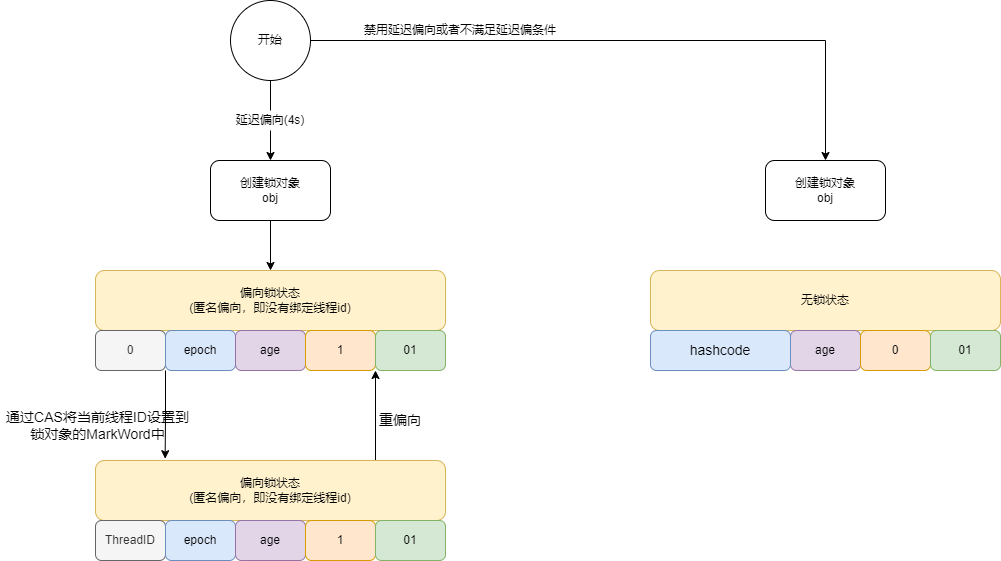 开始
禁用延迟偏向或者不满足延迟偏条件
延迟偏向(4s)
创建锁对象
obj
创建锁对象
obj
偏向锁状态
(匿名偏向，即没有绑定线程id)
0 epoch age 1 01
无锁状态
hashcode age 0 01
通过CAS将当前线程ID设置到
锁对象的MarkWord中
重偏向
偏向锁状态
(匿名偏向，即没有绑定线程id)
ThreadID epoch age 1 01